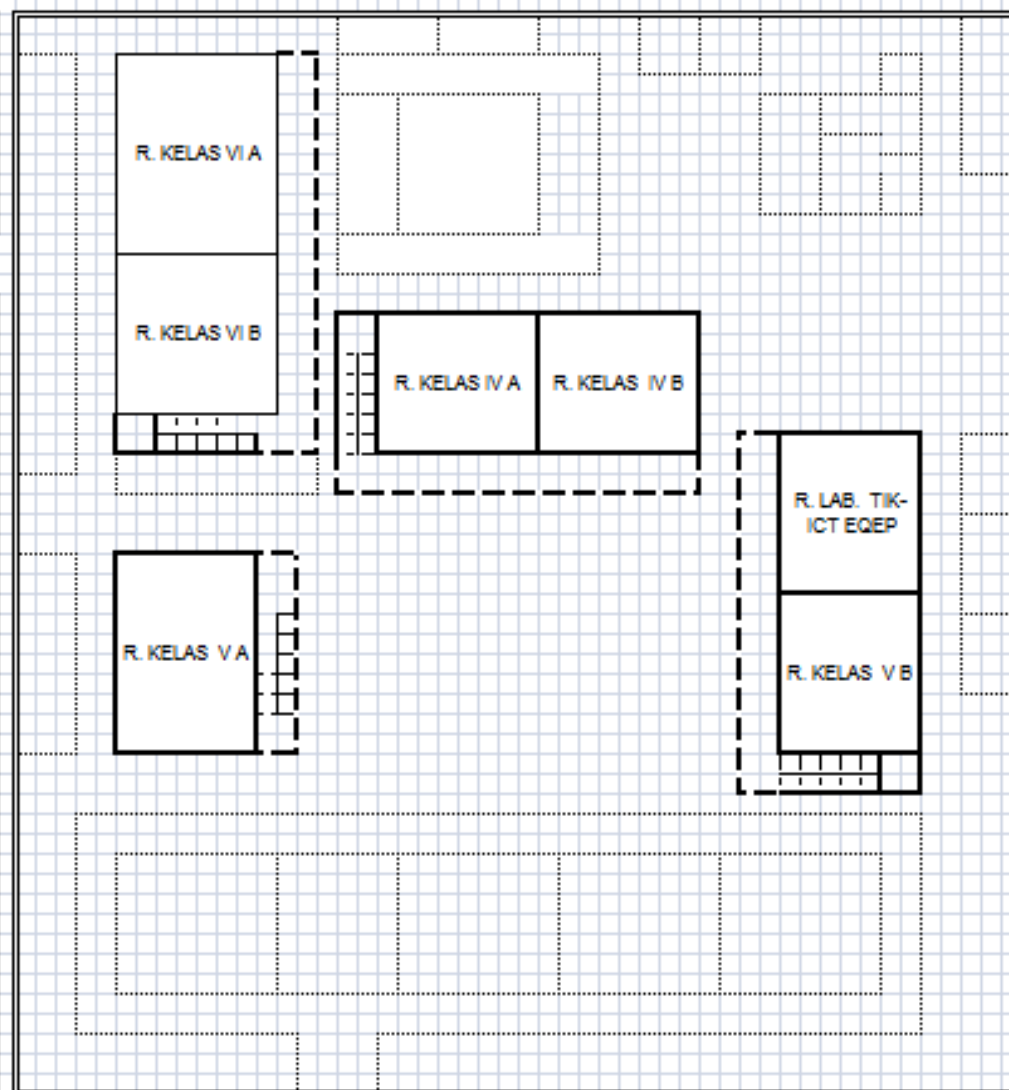 R. KELAS VI A
R. KELAS VI B
R. KELAS IV A
R. KELAS IV B
R. LAB. TIK-
ICT EQEP
R. KELAS V A
R. KELAS V B